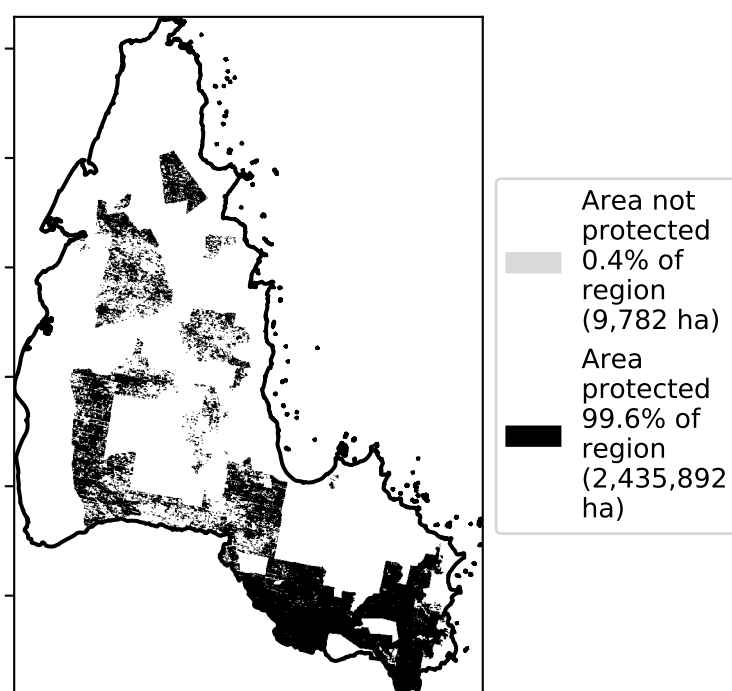 Area not
protected
0.4% of
region
(9,782 ha)
Area
protected
99.6% of
region
(2,435,892
ha)